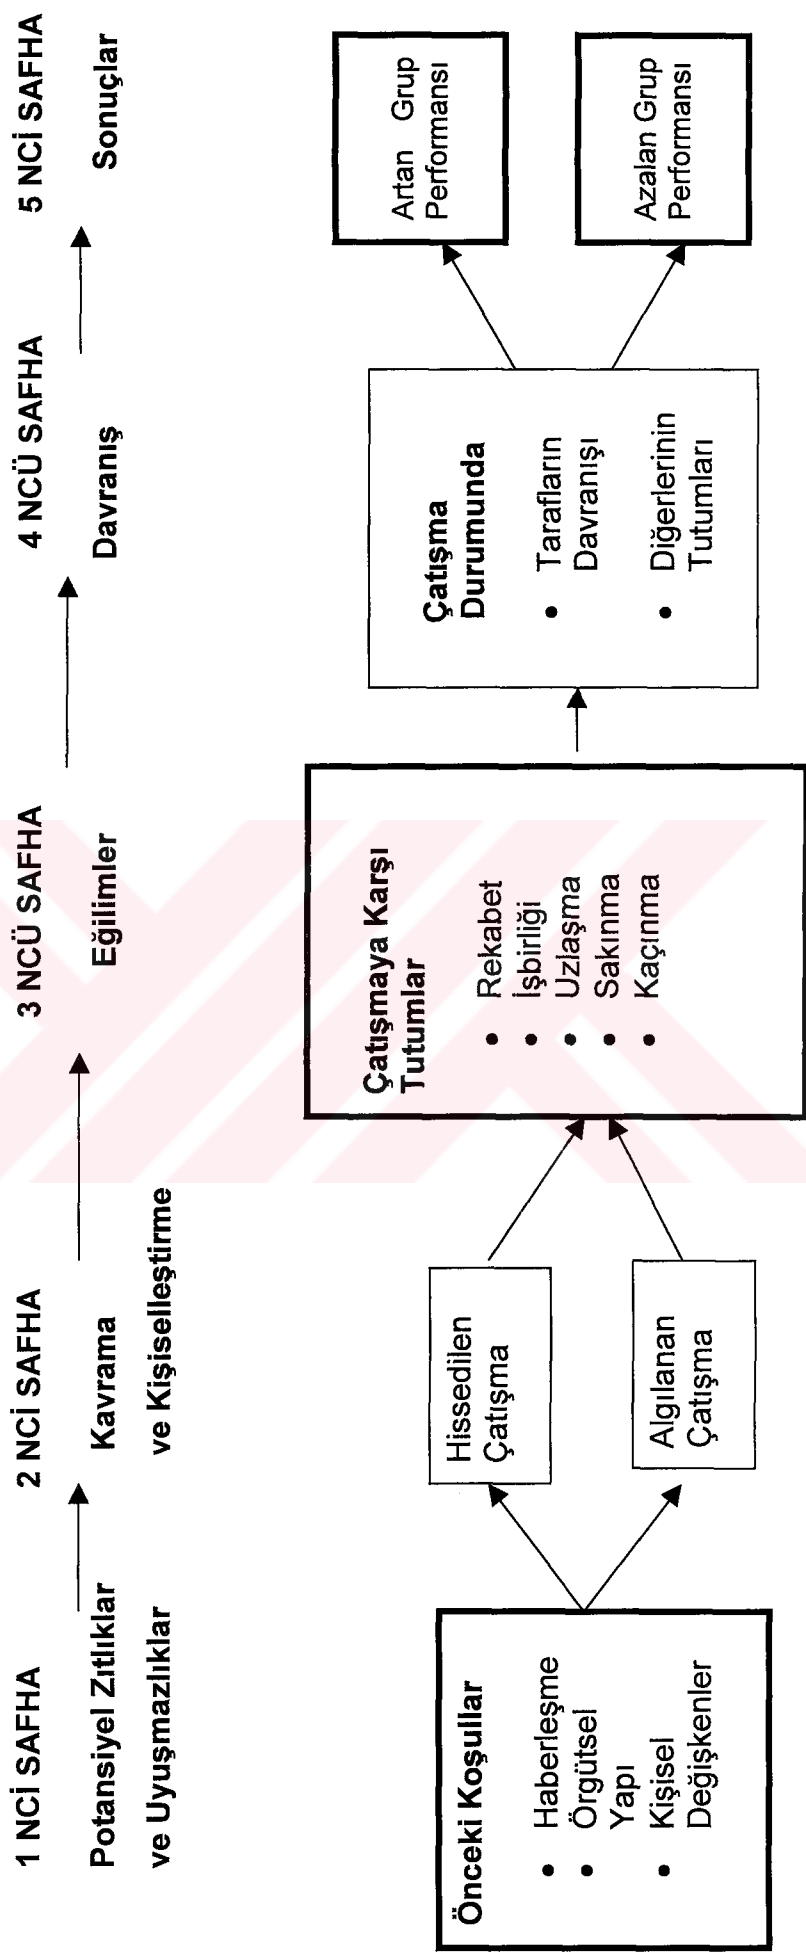 1 NCİ SAFHA
Potansiyel Zıtlıklar
ve Uyuşmazlıklar
2 NCİ SAFHA
Kavrama
ve Kişiselleştirme
3 NCÜ SAFHA
Eğilimler
4 NCÜ SAFHA
Davranış
5 NCİ SAFHA
Sonuçlar
Önceki Koşullar
• Haberleşme
• Örgütsel
Yapı
• Kişisel
Değişkenler
Hissedilen
Çatışma
Algılanan
Çatışma
Çatışmaya Karşı
Tutumlar
• Rekabet
• İşbirliği
• Uzlaşma
• Sakınma
• Kaçınma
Çatışma
Durumunda
• Tarafların
Davranışı
• Diğerlerinin
Tutumları
Artan Grup
Performansı
Azalan Grup
Performansı